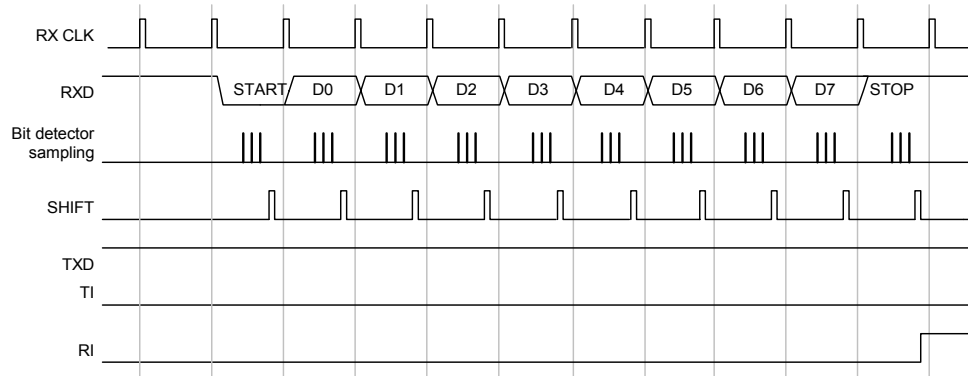 RX CLK
RXD START D0 D1 D2 D3 D4 D5 D6 D7 STOP
Bit detector
sampling
SHIFT
TXD
TI
RI